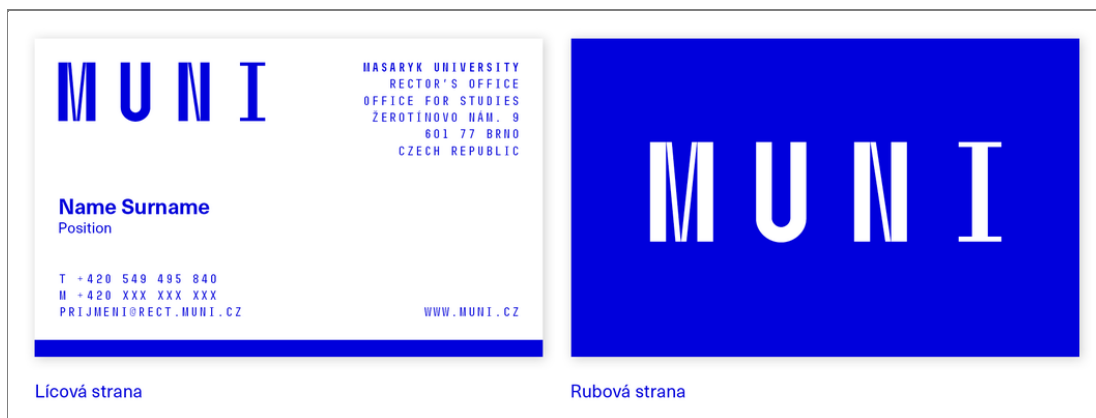 MUNI
MASARYK UNIVERSITY
RECTOR'S OFFICE
OFFICE FOR STUDIES
ŽEROTÍNOVO NÁM. 9
601 77 BRNO
CZECH REPUBLIC
Name Surname
Position
T +420 549 495 840
M +420 XXX XXX XXX
PRIJMENI@RECT.MUNI.CZ
WWW.MUNI.CZ
Lícová strana
MUNI
Rubová strana